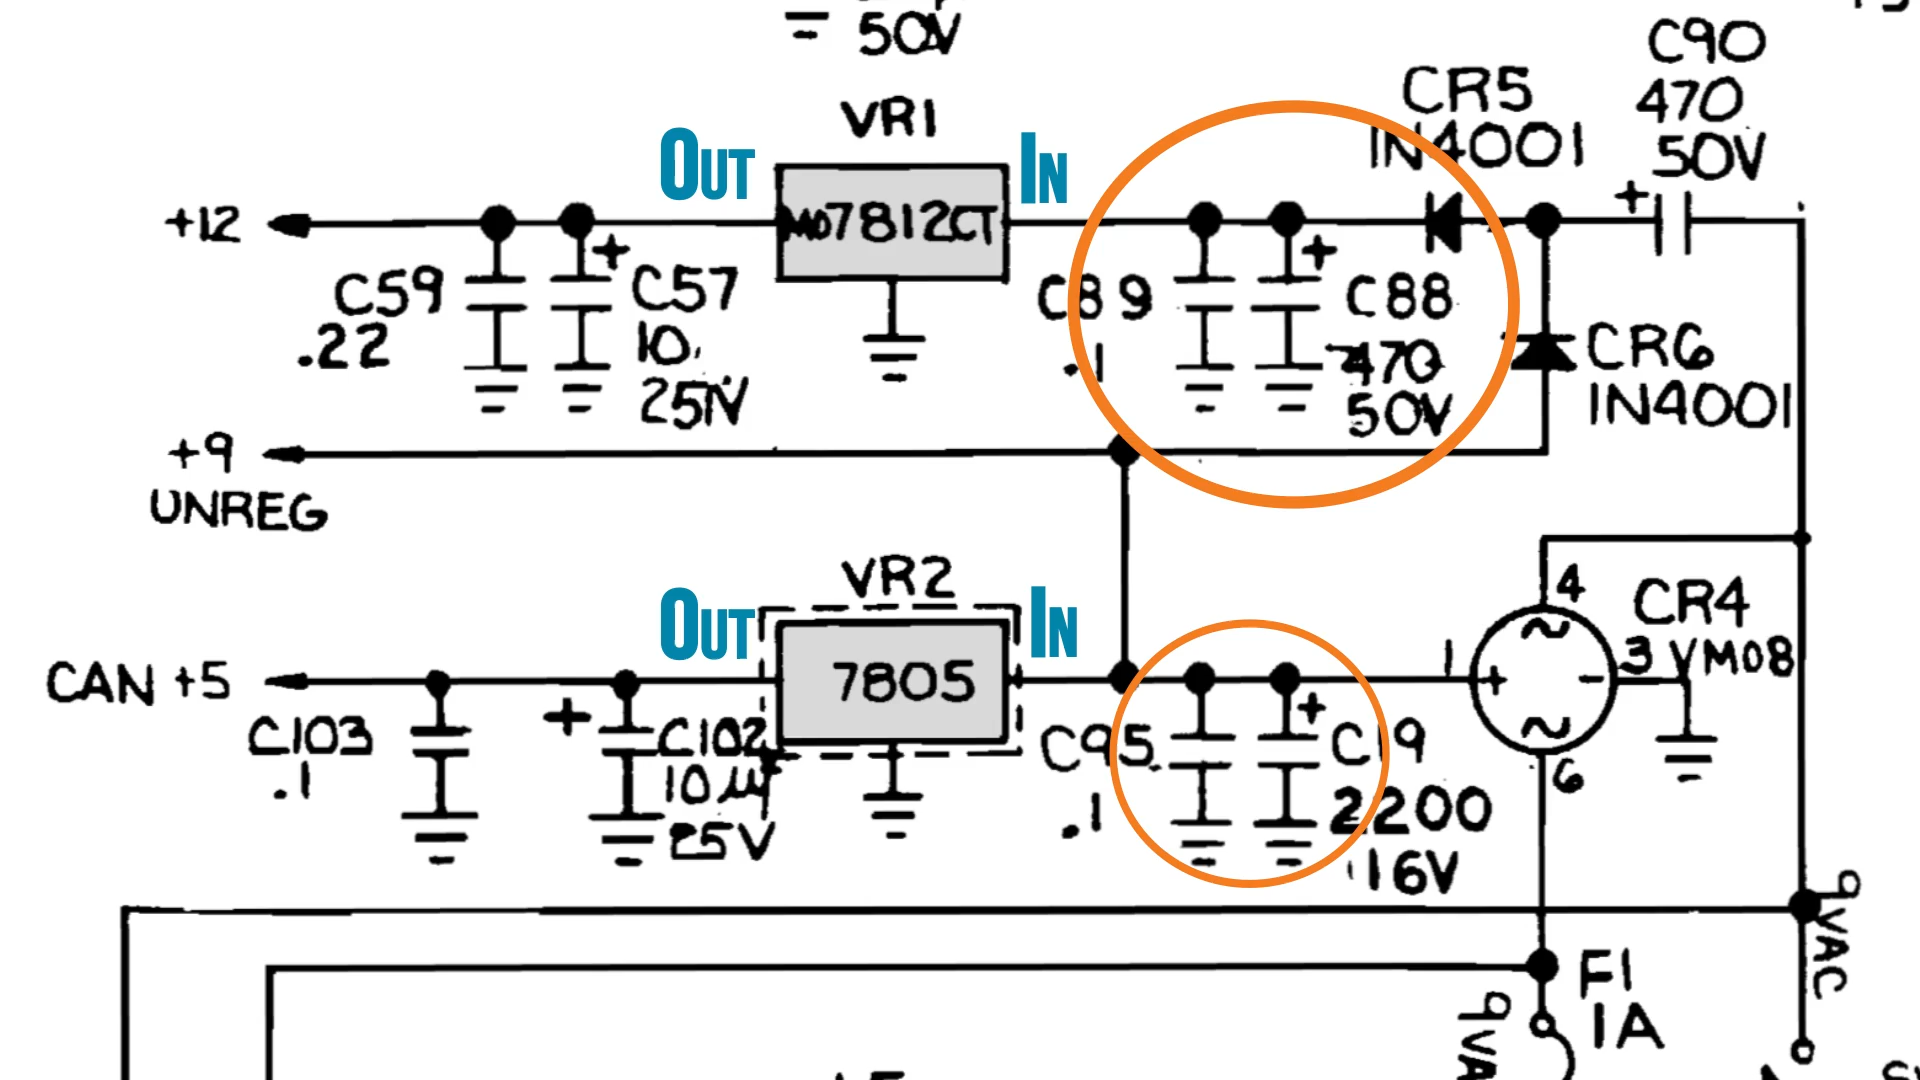 50V
C90
470
50V
CR5
IN4001
VR1
OUT
IN
+12
7812CT
+
+
+
C59
.22
C57
10
25V
C89
.1
C88
470
50V
CR6
IN4001
+9
UNREG
VR2
OUT
IN
CAN +5
7805
4
CR4
1
+
-
3
VM08
6
C103
.1
+
C102
10µ
25V
C95
.1
+
C19
2200
16V
9VAC
F1
1A